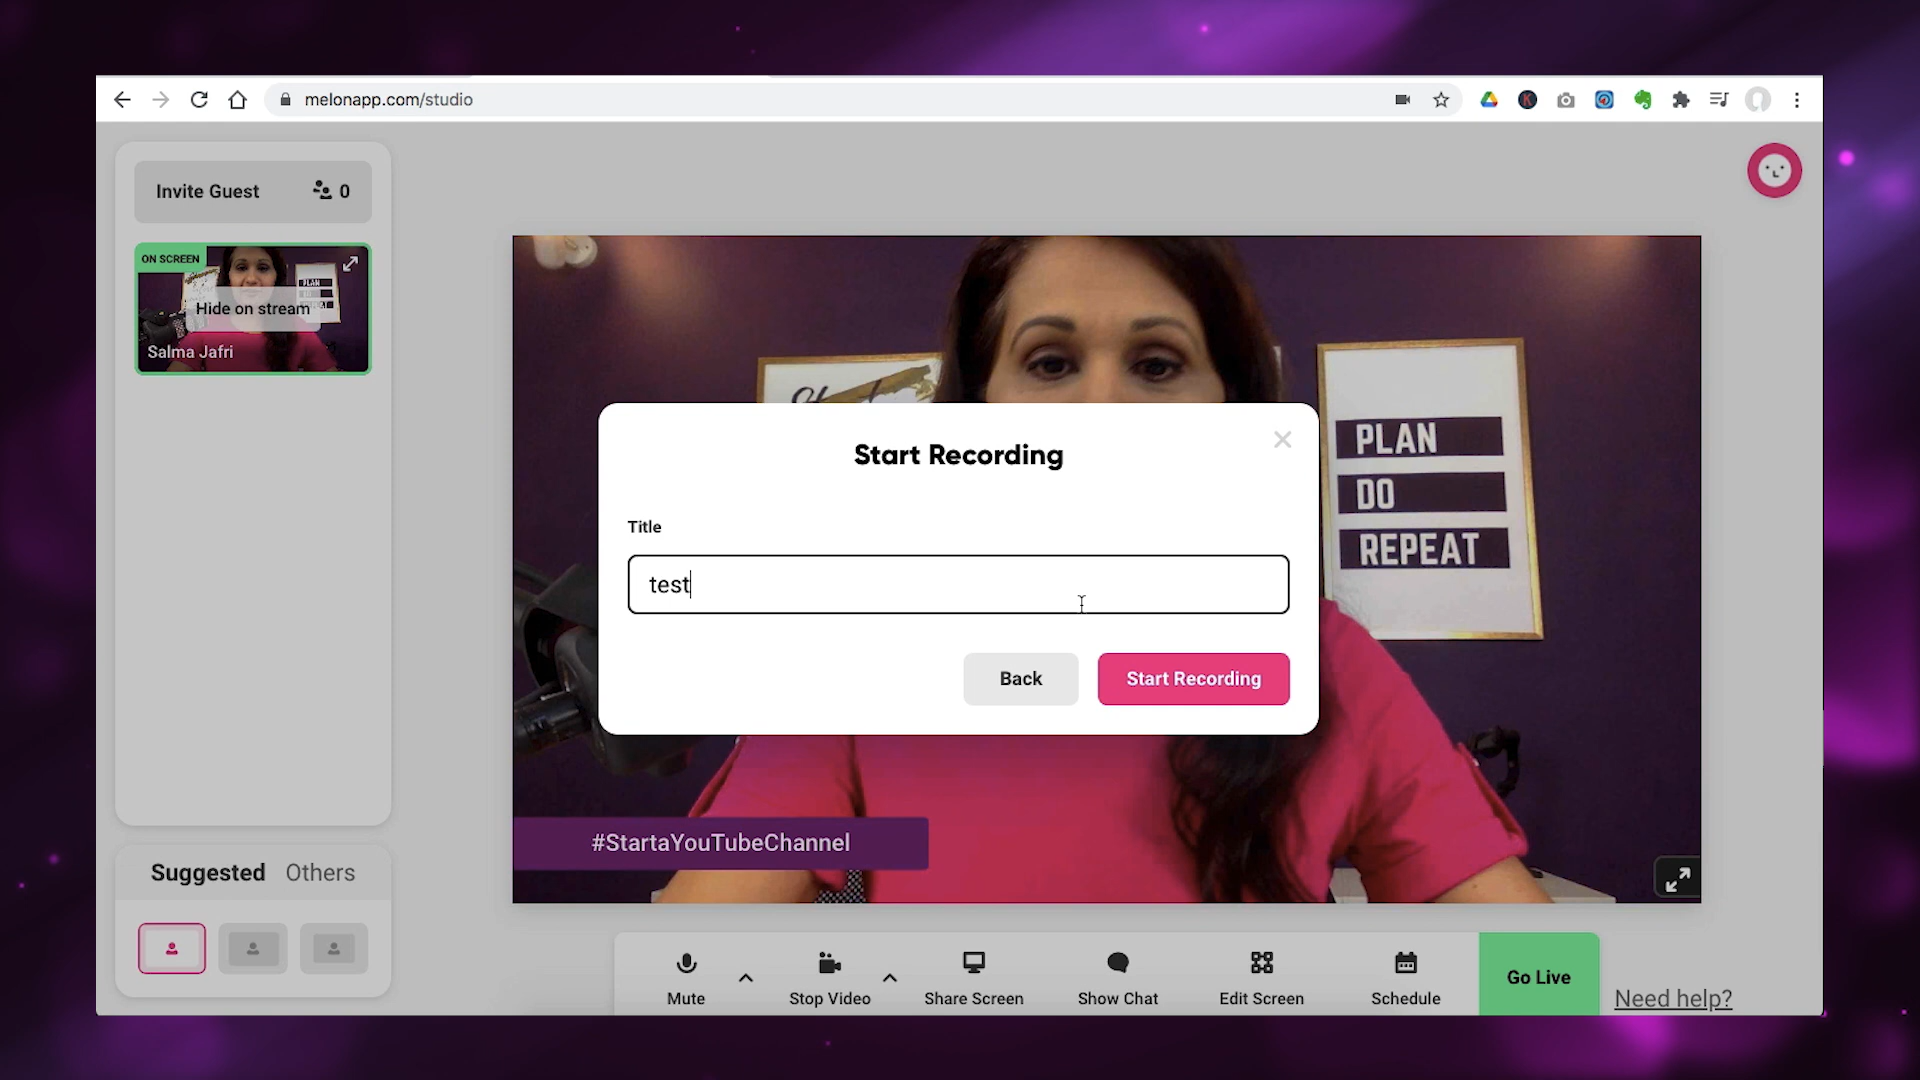 melonapp.com/studio
Invite Guest 0
ON SCREEN
PLAN
Hide on stream
Salma Jafri
PLAN
DO
REPEAT
Start Recording
Title
test
Back Start Recording
#StartaYouTubeChannel
Suggested Others
Mute
Stop Video
Share Screen
Show Chat
Edit Screen
Schedule
Go Live
Need help?